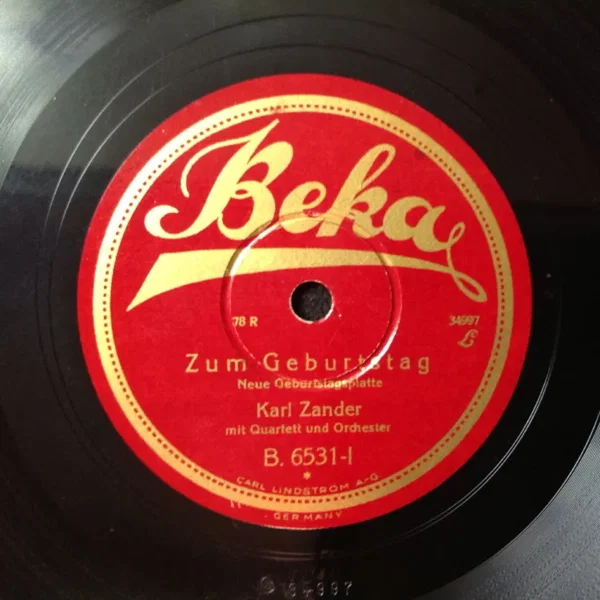 Beka
78 R
34997
L
Zum Geburtstag
Neue Geburtstagsplatte
Karl Zander
mit Quartett und Orchester
B. 6531-I
*
CARL LINDSTRÖM A-G
GERMANY